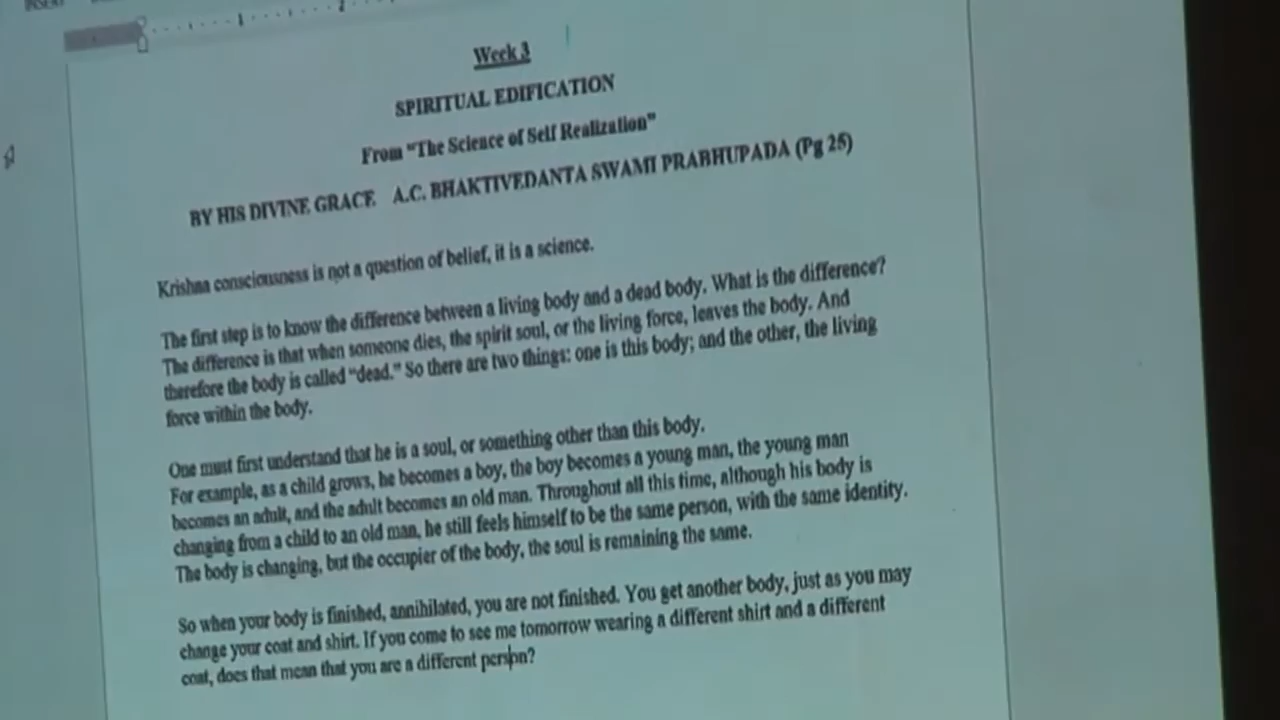 Week 3
SPIRITUAL EDIFICATION
From "The Science of Self Realization"
BY HIS DIVINE GRACE A.C. BHAKTIVEDANTA SWAMI PRABHUPADA (Pg 25)
Krishna consciousness is not a question of belief, it is a science.
The first step is to know the difference between a living body and a dead body. What is the difference?
The difference is that when someone dies, the spirit soul, or the living force, leaves the body. And
therefore the body is called "dead." So there are two things: one is this body; and the other, the living
force within the body.
One must first understand that he is a soul, or something other than this body.
For example, as a child grows, he becomes a boy, the boy becomes a young man, the young man
becomes an adult, and the adult becomes an old man. Throughout all this time, although his body is
changing from a child to an old man, he still feels himself to be the same person, with the same identity.
The body is changing, but the occupier of the body, the soul is remaining the same.
So when your body is finished, annihilated, you are not finished. You get another body, just as you may
change your coat and shirt. If you come to see me tomorrow wearing a different shirt and a different
coat, does that mean that you are a different person?